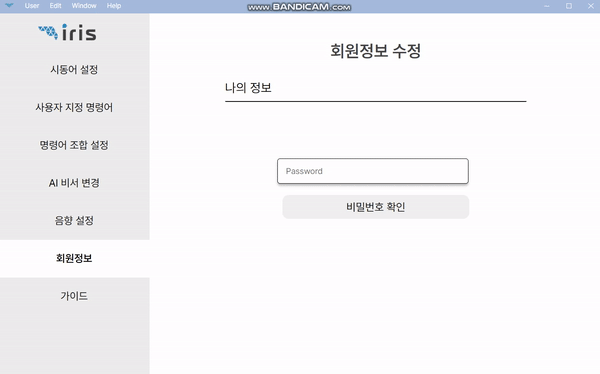 User Edit Window Help
www.BANDICAM.com
iris
시동어 설정
사용자 지정 명령어
명령어 조합 설정
AI 비서 변경
음향 설정
회원정보
가이드
회원정보 수정
나의 정보
Password
비밀번호 확인